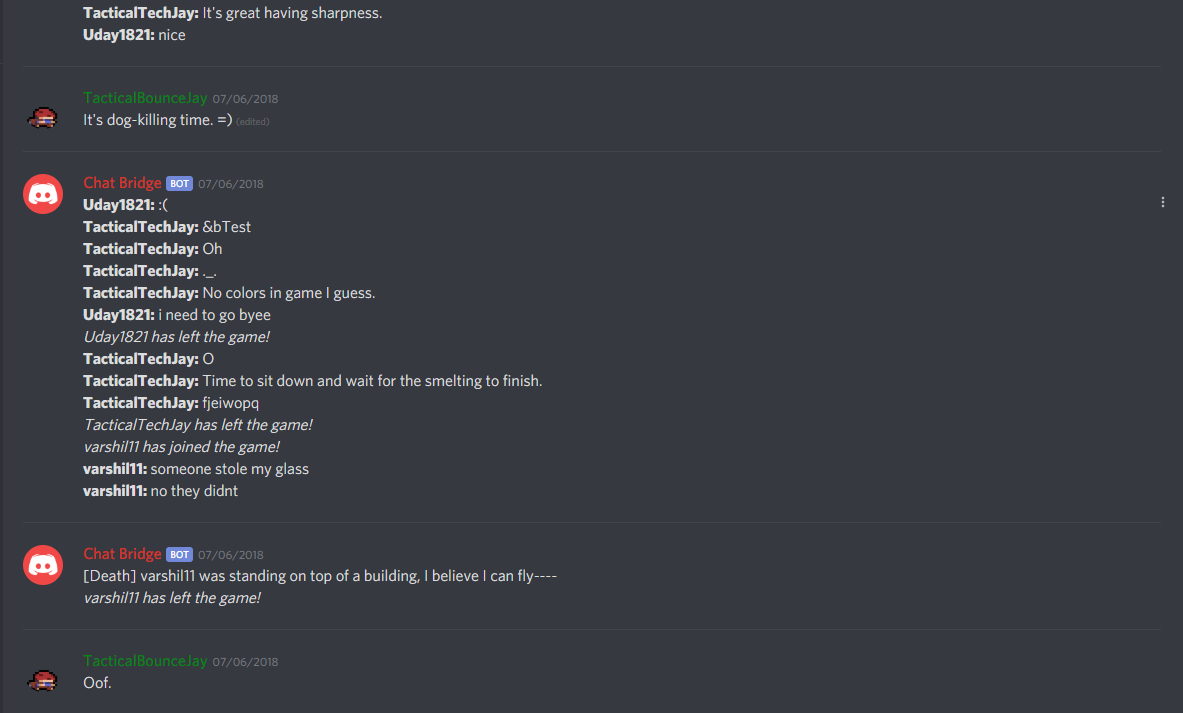 TacticalTechJay: It's great having sharpness.
Uday1821: nice
TacticalBounceJay 07/06/2018
It's dog-killing time. =) (edited)
Chat Bridge BOT 07/06/2018
Uday1821: :(
TacticalTechJay: &bTest
TacticalTechJay: Oh
TacticalTechJay: ._.
TacticalTechJay: No colors in game I guess.
Uday1821: i need to go byee
Uday1821 has left the game!
TacticalTechJay: O
TacticalTechJay: Time to sit down and wait for the smelting to finish.
TacticalTechJay: fjeiwopq
TacticalTechJay has left the game!
varshil11 has joined the game!
varshil11: someone stole my glass
varshil11: no they didnt
Chat Bridge BOT 07/06/2018
[Death] varshil11 was standing on top of a building, I believe I can fly----
varshil11 has left the game!
TacticalBounceJay 07/06/2018
Oof.